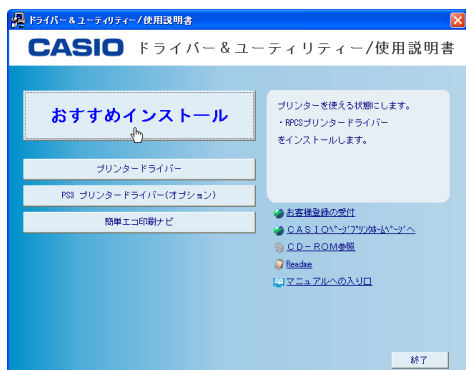 ドライバー & ユーティリティー/使用説明書
CASIO ドライバー & ユーティリティー/使用説明書
おすすめインストール
プリンタードライバー
PS3 プリンタードライバー(オプション)
簡単エコ印刷ナビ
プリンターを使える状態にします。
・RPCSプリンタードライバー
をインストールします。
お客様登録の受付
CASIOページプリンタホームページへ
CD-ROM参照
Readme
マニュアルへの入り口
終了